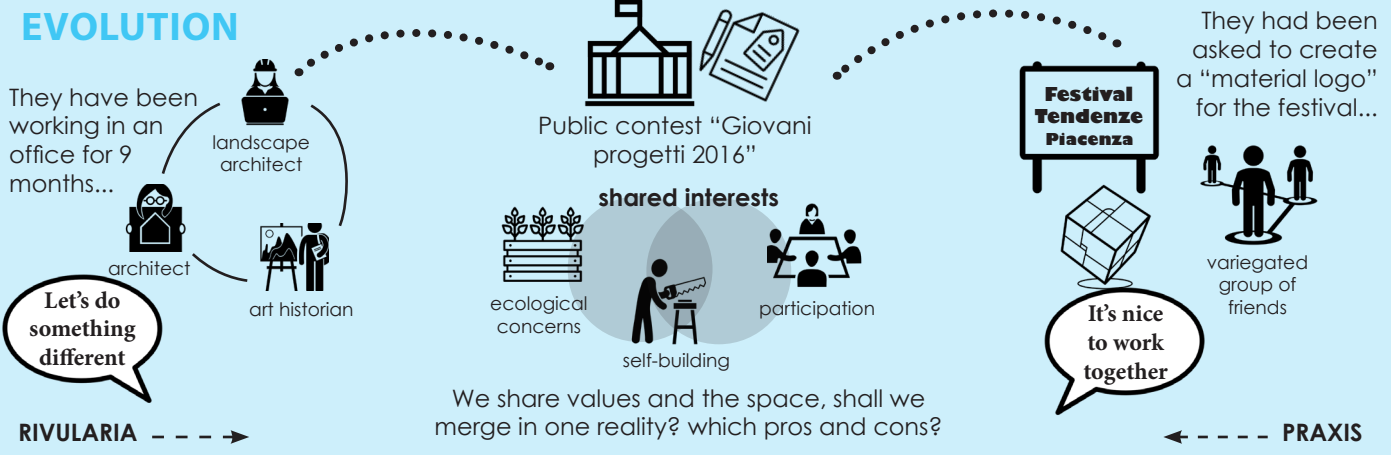 EVOLUTION
They have been
working in an
office for 9
months...
landscape
architect
architect
art historian
Let's do
something
different
RIVULARIA
Public contest “Giovani
progetti 2016”
shared interests
ecological
concerns
self-building
participation
We share values and the space, shall we
merge in one reality? which pros and cons?
They had been
asked to create
a “material logo”
for the festival...
Festival
Tendenze
Piacenza
variegated
group of
friends
It's nice
to work
together
PRAXIS